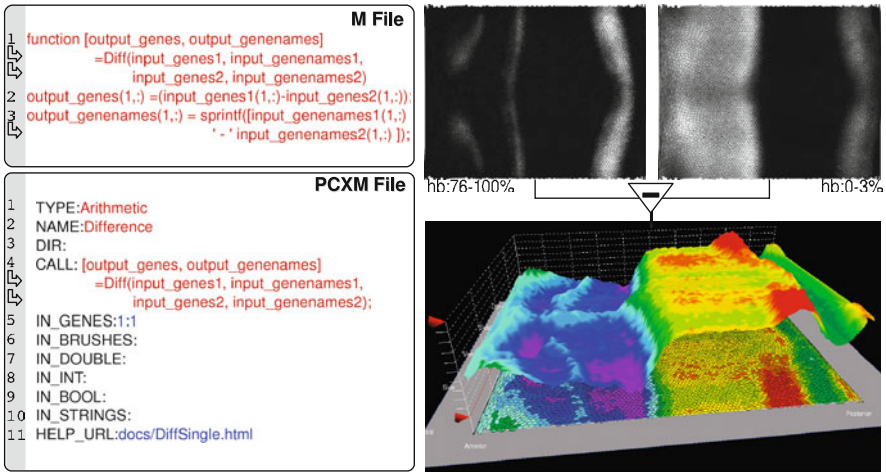 M File
1 function [output_genes, output_genenames]
=Diff(input_genes1, input_genenames1,
input_genes2, input_genenames2)
2 output_genes(1,:) =(input_genes1(1,:)-input_genes2(1,:));
3 output_genenames(1,:) = sprintf([input_genenames1(1,:)
' - ' input_genenames2(1,:) ]);
PCXM File
1 TYPE:Arithmetic
2 NAME:Difference
3 DIR:
4 CALL: [output_genes, output_genenames]
=Diff(input_genes1, input_genenames1,
input_genes2, input_genenames2);
5 IN_GENES:1:1
6 IN_BRUSHES:
7 IN_DOUBLE:
8 IN_INT:
9 IN_BOOL:
10 IN_STRINGS:
11 HELP_URL:docs/DiffSingle.html
hb:76-100%
hb:0-3%
Anterior
Posterior